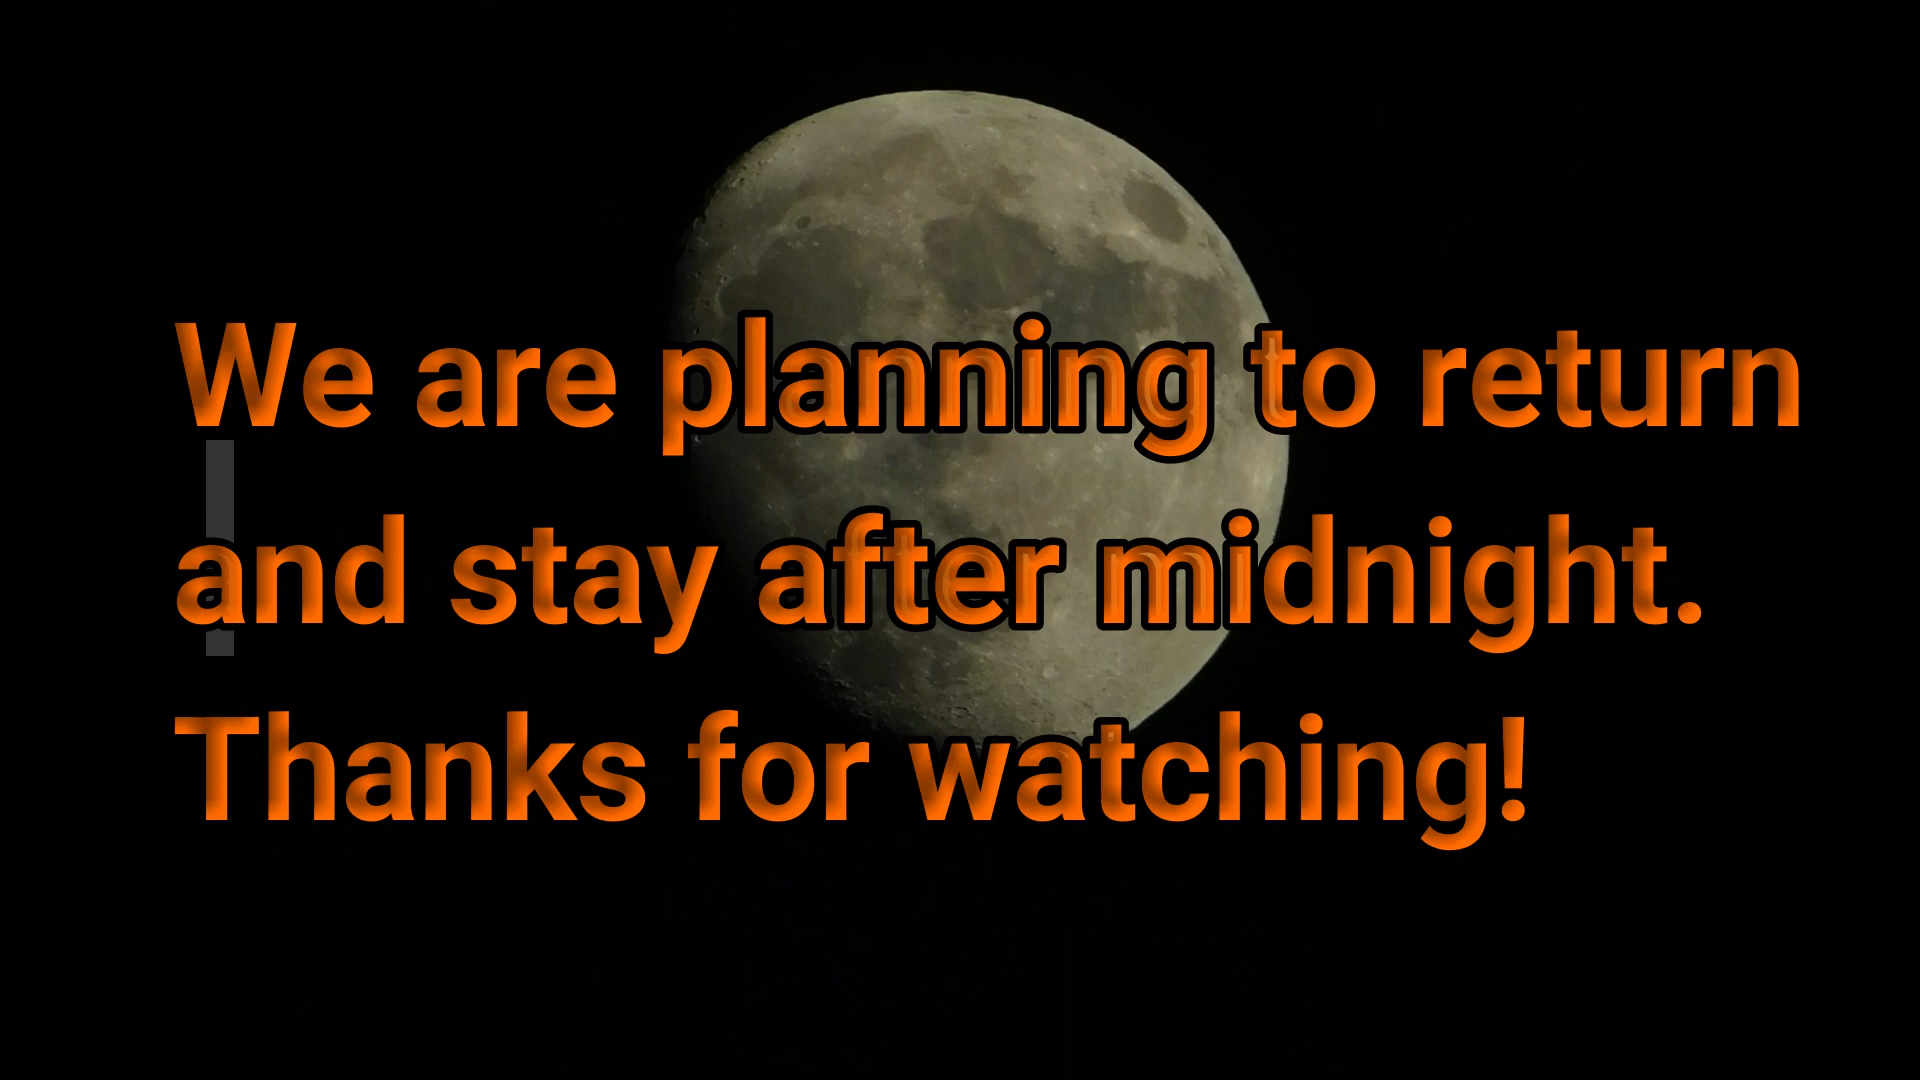 We are planning to return
and stay after midnight.
Thanks for watching!